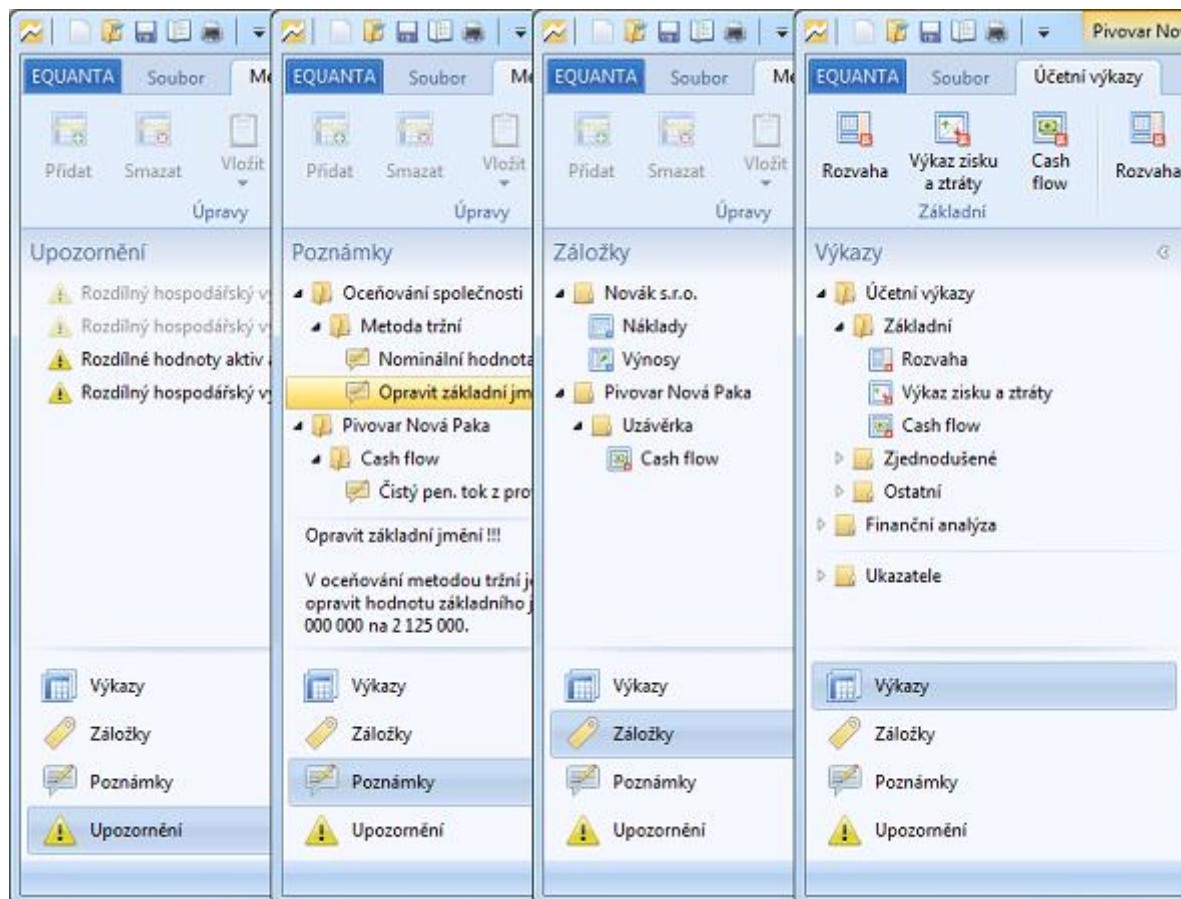 EQUANTA Soubor
Přidat Smazat Vložit
Úpravy
Upozornění
Rozdílný hospodářský
Rozdílný hospodářský
Rozdílné hodnoty aktiv
Rozdílný hospodářský
Výkazy
Záložky
Poznámky
Upozornění
EQUANTA Soubor
Přidat Smazat Vložit
Úpravy
Poznámky
Oceňování společnosti
Metoda tržní
Nominální hodnota
Opravit základní jm
Pivovar Nová Paka
Cash flow
Čistý pen. tok z pro
Opravit základní jmění !!!
V oceňování metodou tržní j
opravit hodnotu základního j
000 000 na 2 125 000.
Výkazy
Záložky
Poznámky
Upozornění
EQUANTA Soubor
Přidat Smazat Vložit
Úpravy
Záložky
Novák s.r.o.
Náklady
Výnosy
Pivovar Nová Paka
Uzávěrka
Cash flow
Výkazy
Záložky
Poznámky
Upozornění
Pivovar No
EQUANTA Soubor Účetní výkazy
Rozvaha Výkaz zisku a ztráty Cash flow Rozvaha
Základní
Výkazy
Účetní výkazy
Základní
Rozvaha
Výkaz zisku a ztráty
Cash flow
Zjednodušené
Ostatní
Finanční analýza
Ukazatele
Výkazy
Záložky
Poznámky
Upozornění